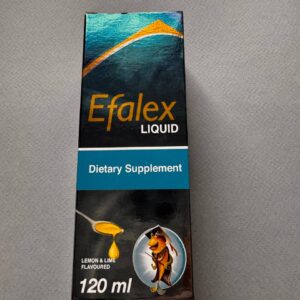 Efalex
LIQUID
Dietary Supplement
LEMON & LIME
FLAVOURED
120 ml